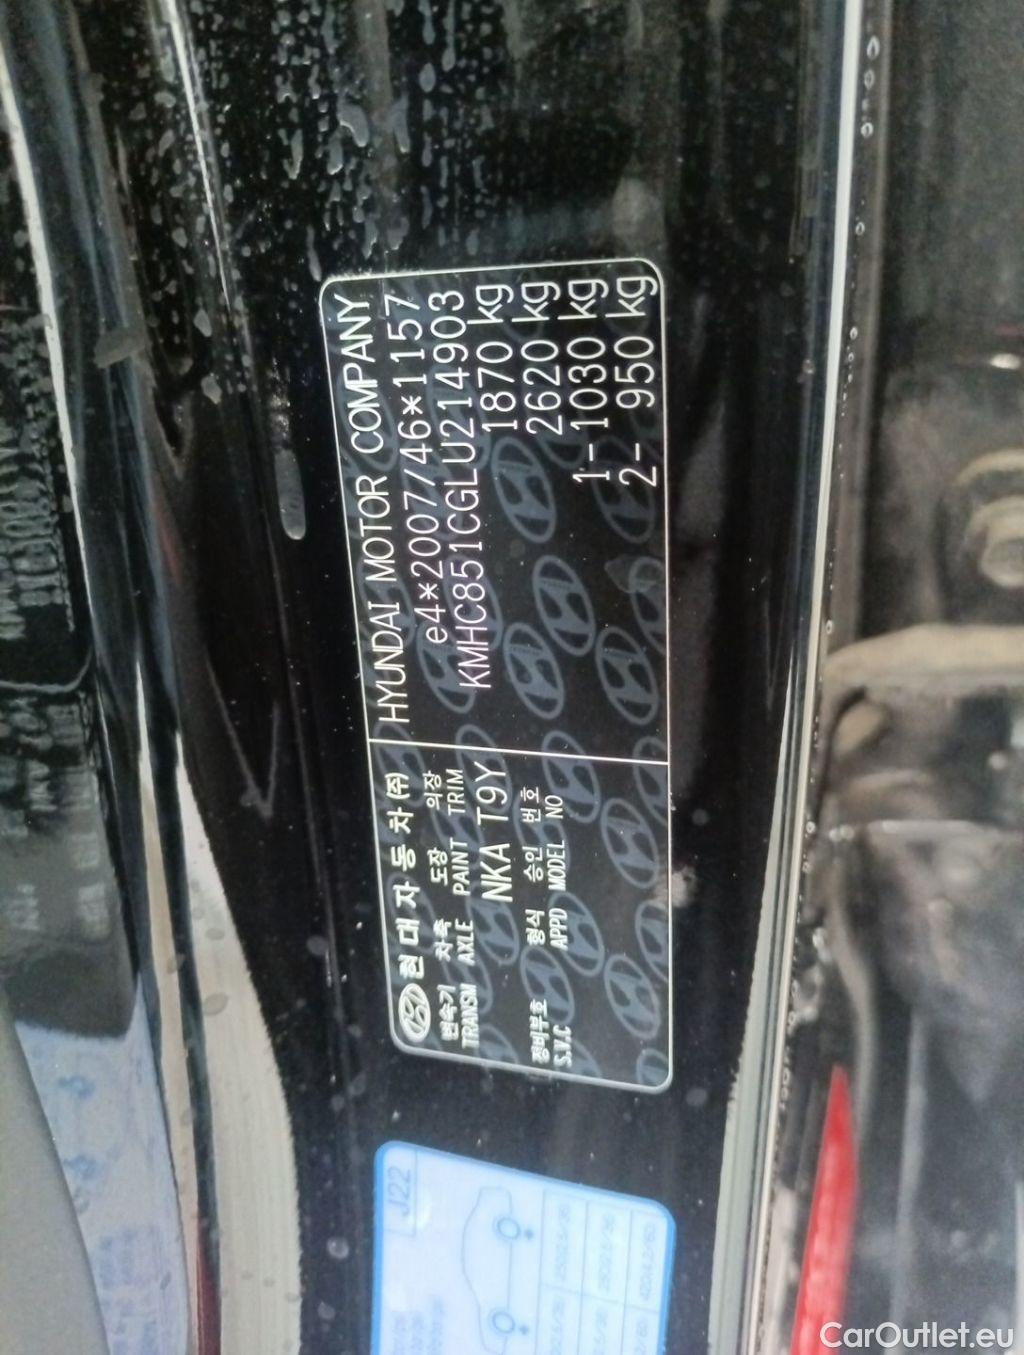 현대자동차(주)
변속기 차축 도장 의장
TRANSM AXLE PAINT TRIM
NKA T9Y
정비부호 형식 승인 번호
S.V.C APPD MODEL NO
HYUNDAI MOTOR COMPANY
e4*2007/46*1157
KMHC851CGLU214903
1870 kg
2620 kg
1- 1030 kg
2- 950 kg
J22
CarOutlet.eu